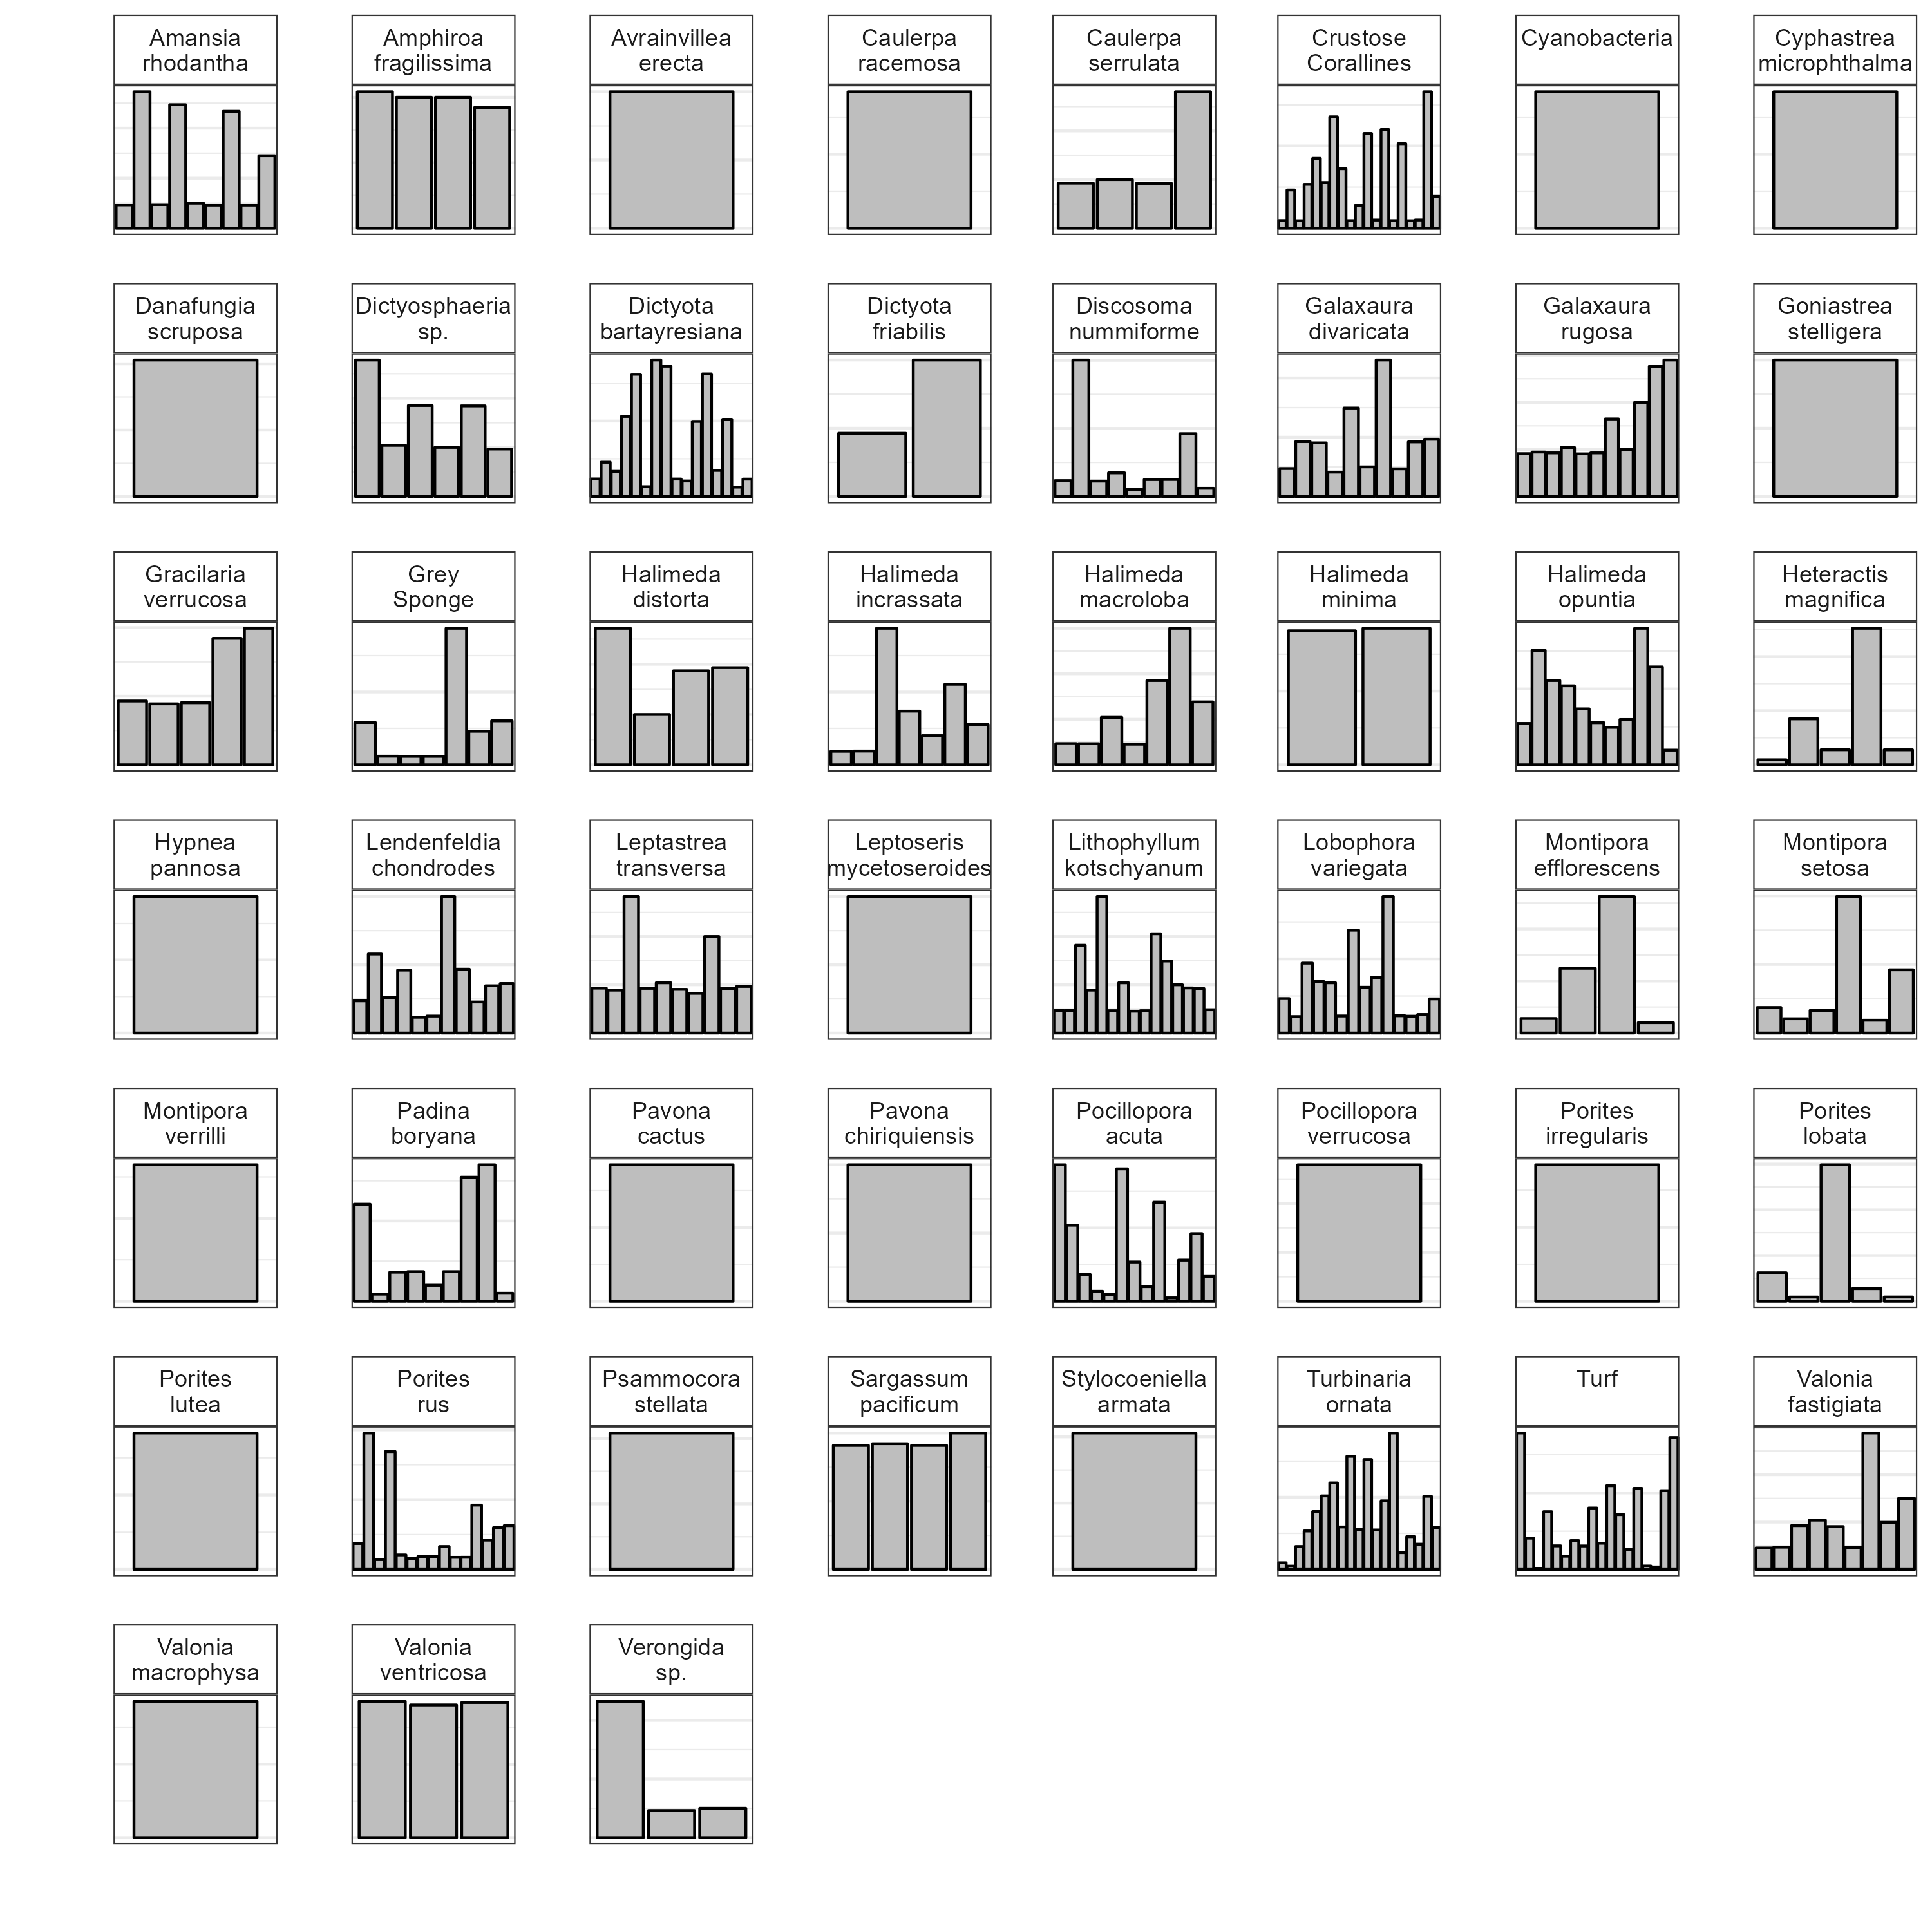 Amansia
rhodantha
Amphiroa
fragilissima
Avrainvillea
erecta
Caulerpa
racemosa
Caulerpa
serrulata
Crustose
Corallines
Cyanobacteria
Cyphastrea
microphthalma
Danafungia
scruposa
Dictyosphaeria
sp.
Dictyota
bartayresiana
Dictyota
friabilis
Discosoma
nummiforme
Galaxaura
divaricata
Galaxaura
rugosa
Goniastrea
stelligera
Gracilaria
verrucosa
Grey
Sponge
Halimeda
distorta
Halimeda
incrassata
Halimeda
macroloba
Halimeda
minima
Halimeda
opuntia
Heteractis
magnifica
Hypnea
pannosa
Lendenfeldia
chondrodes
Leptastrea
transversa
Leptoseris
mycetoseroides
Lithophyllum
kotschyanum
Lobophora
variegata
Montipora
efflorescens
Montipora
setosa
Montipora
verrilli
Padina
boryana
Pavona
cactus
Pavona
chiriquiensis
Pocillopora
acuta
Pocillopora
verrucosa
Porites
irregularis
Porites
lobata
Porites
lutea
Porites
rus
Psammocora
stellata
Sargassum
pacificum
Stylocoeniella
armata
Turbinaria
ornata
Turf
Valonia
fastigiata
Valonia
macrophysa
Valonia
ventricosa
Verongida
sp.